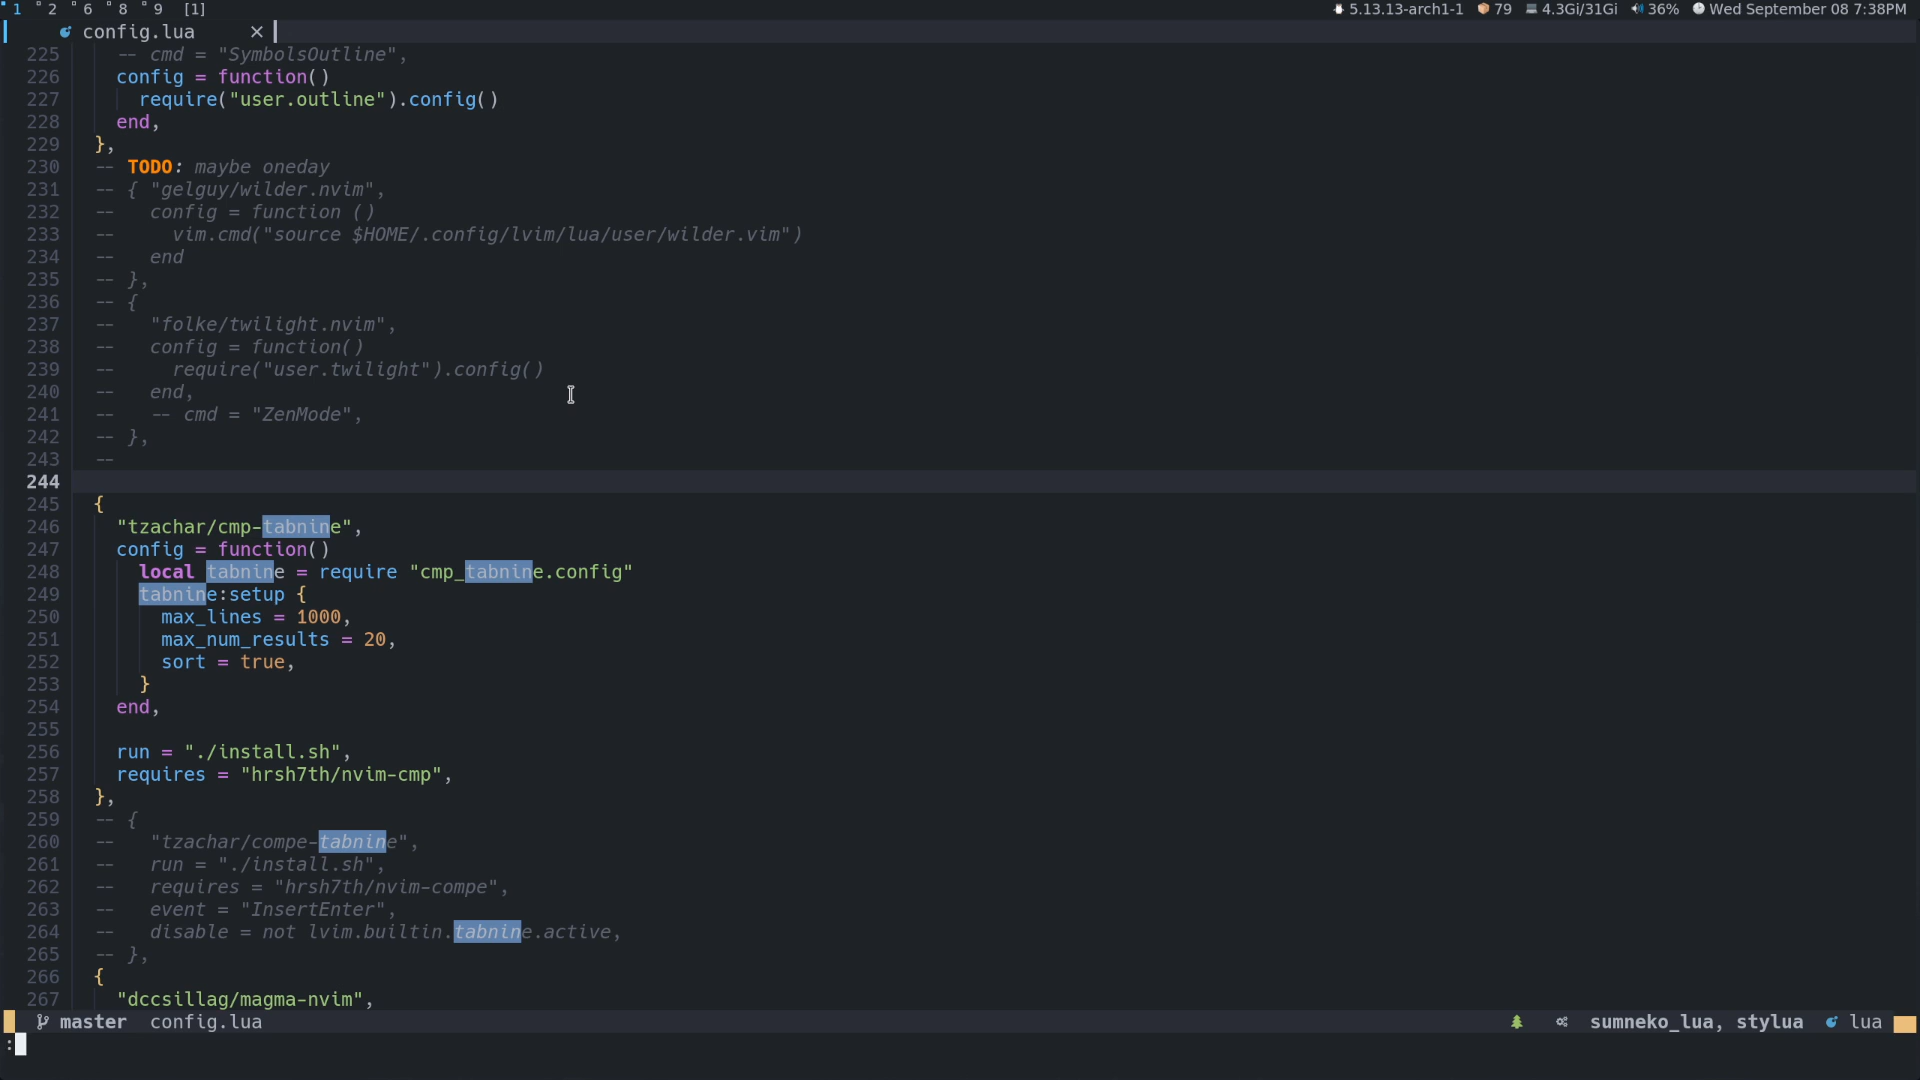 1 2 6 8 9 [1] 5.13.13-arch1-1 79 4.3Gi/31Gi 36% Wed September 08 7:38PM
config.lua ×
225 -- cmd = "SymbolsOutline",
226 config = function()
227 require("user.outline").config()
228 end,
229 },
230 -- TODO: maybe oneday
231 -- { "gelguy/wilder.nvim",
232 -- config = function ()
233 -- vim.cmd("source $HOME/.config/lvim/lua/user/wilder.vim")
234 -- end
235 -- },
236 -- {
237 -- "folke/twilight.nvim",
238 -- config = function()
239 -- require("user.twilight").config()
240 -- end,
241 -- -- cmd = "ZenMode",
242 -- },
243 --
244
245 {
246 "tzachar/cmp-tabnine",
247 config = function()
248 local tabnine = require "cmp_tabnine.config"
249 tabnine:setup {
250 max_lines = 1000,
251 max_num_results = 20,
252 sort = true,
253 }
254 end,
255
256 run = "./install.sh",
257 requires = "hrsh7th/nvim-cmp",
258 },
259 -- {
260 -- "tzachar/compe-tabnine",
261 -- run = "./install.sh",
262 -- requires = "hrsh7th/nvim-compe",
263 -- event = "InsertEnter",
264 -- disable = not lvim.builtin.tabnine.active,
265 -- },
266 {
267 "dccsillag/magma-nvim",
master config.lua sumneko_lua, stylua lua
: